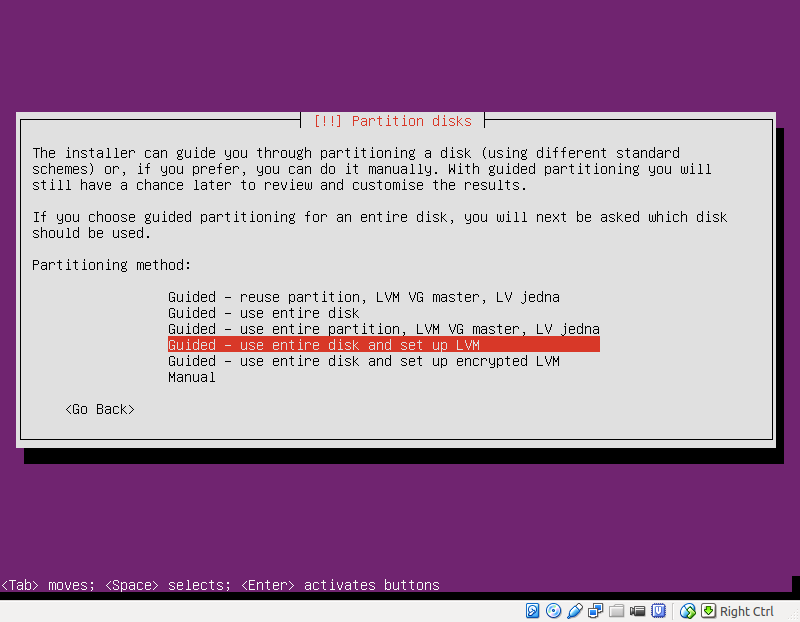 [!!] Partition disks
The installer can guide you through partitioning a disk (using different standard
schemes) or, if you prefer, you can do it manually. With guided partitioning you will
still have a chance later to review and customise the results.
If you choose guided partitioning for an entire disk, you will next be asked which disk
should be used.
Partitioning method:
Guided - reuse partition, LVM VG master, LV jedna
Guided - use entire disk
Guided - use entire partition, LVM VG master, LV jedna
Guided - use entire disk and set up LVM
Guided - use entire disk and set up encrypted LVM
Manual
<Go Back>
<Tab> moves; <Space> selects; <Enter> activates buttons
Right Ctrl